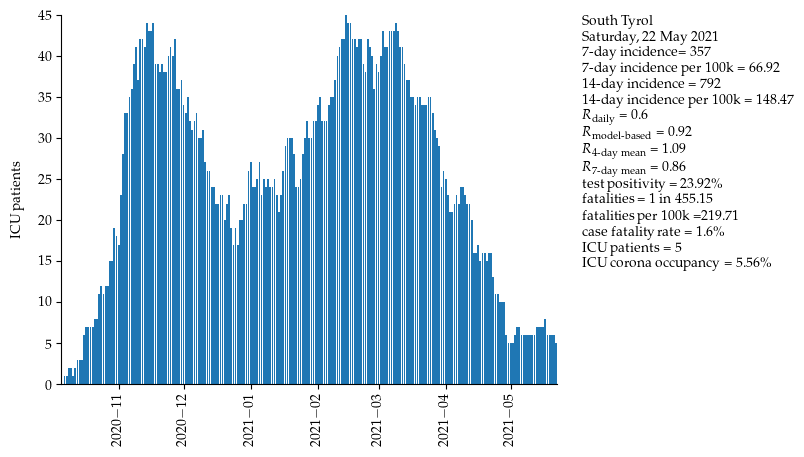 45
40
35
30
25
20
15
10
5
0
ICU patients
2020−11
2020−12
2021−01
2021−02
2021−03
2021−04
2021−05
South Tyrol
Saturday, 22 May 2021
7-day incidence= 357
7-day incidence per 100k = 66.92
14-day incidence = 792
14-day incidence per 100k = 148.47
Rdaily = 0.6
Rmodel-based = 0.92
R4-day mean = 1.09
R7-day mean = 0.86
test positivity = 23.92%
fatalities = 1 in 455.15
fatalities per 100k =219.71
case fatality rate = 1.6%
ICU patients = 5
ICU corona occupancy = 5.56%